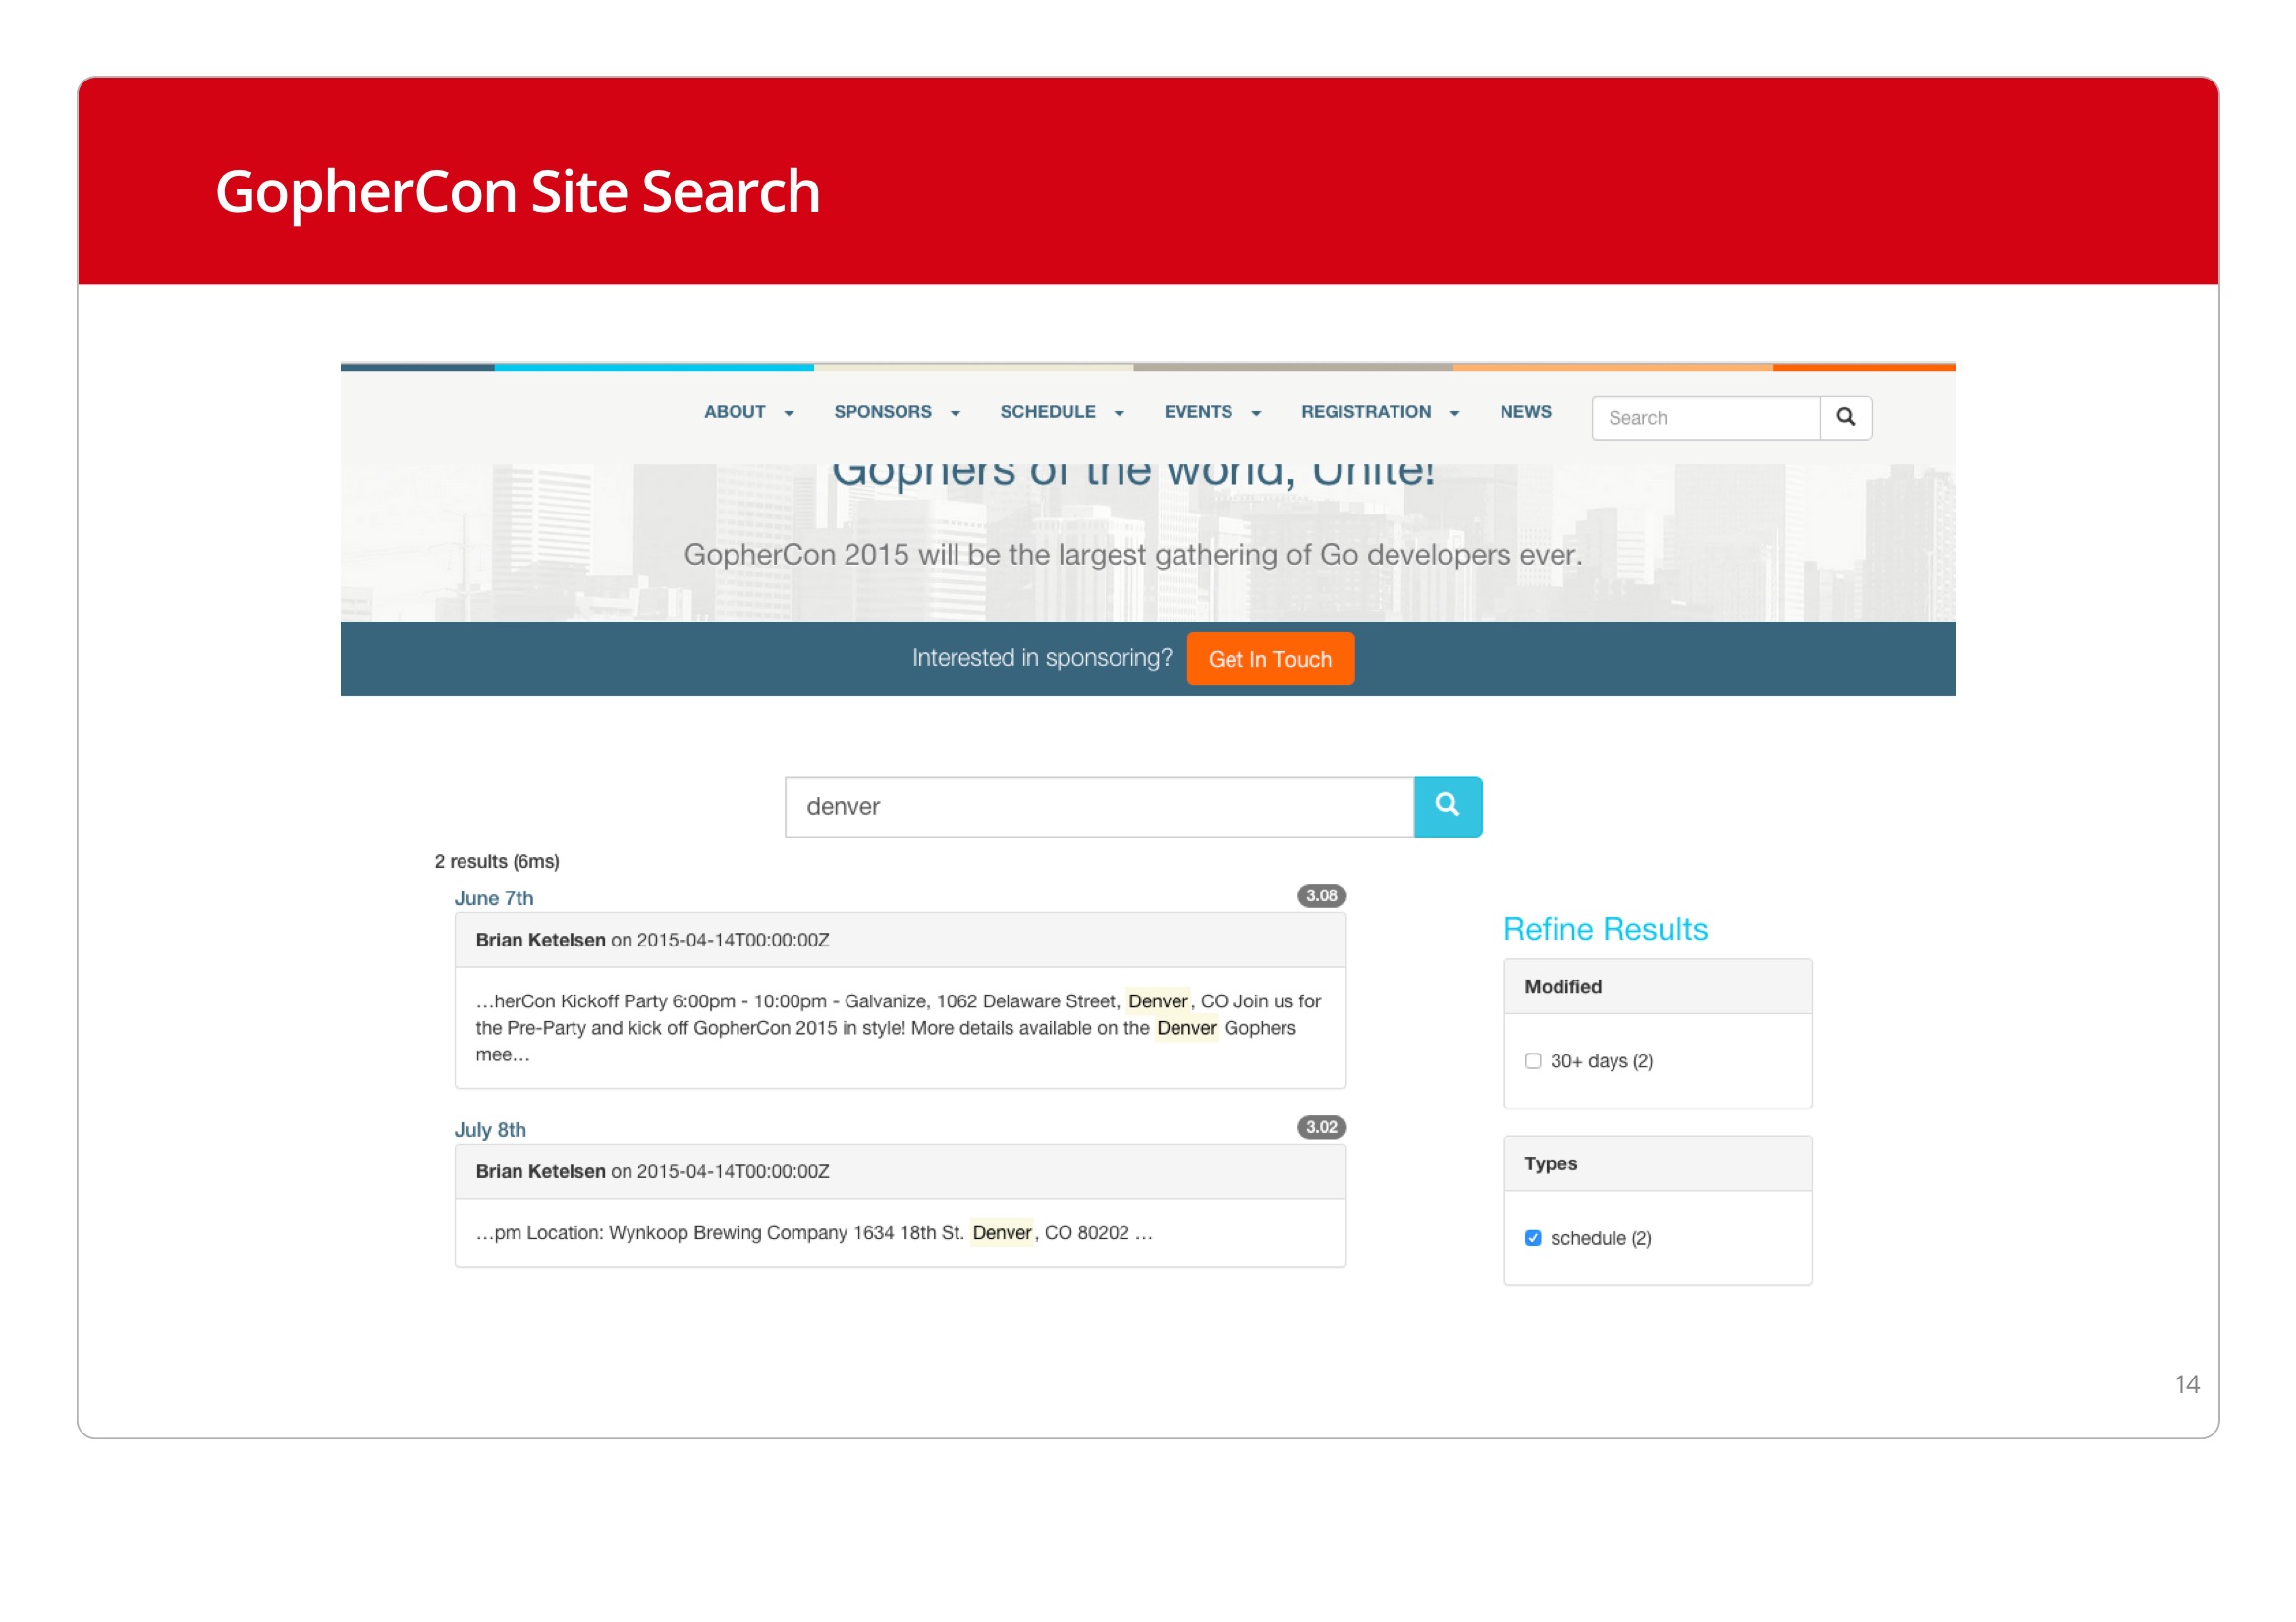 GopherCon Site Search
ABOUT SPONSORS SCHEDULE EVENTS REGISTRATION NEWS Search
Gophers of the world, Unite!
GopherCon 2015 will be the largest gathering of Go developers ever.
Interested in sponsoring? Get In Touch
denver
2 results (6ms)
June 7th 3.08
Brian Ketelsen on 2015-04-14T00:00:00Z
…herCon Kickoff Party 6:00pm - 10:00pm - Galvanize, 1062 Delaware Street, Denver, CO Join us for
the Pre-Party and kick off GopherCon 2015 in style! More details available on the Denver Gophers
mee…
July 8th 3.02
Brian Ketelsen on 2015-04-14T00:00:00Z
…pm Location: Wynkoop Brewing Company 1634 18th St. Denver, CO 80202 …
Refine Results
Modified
30+ days (2)
Types
schedule (2)
14